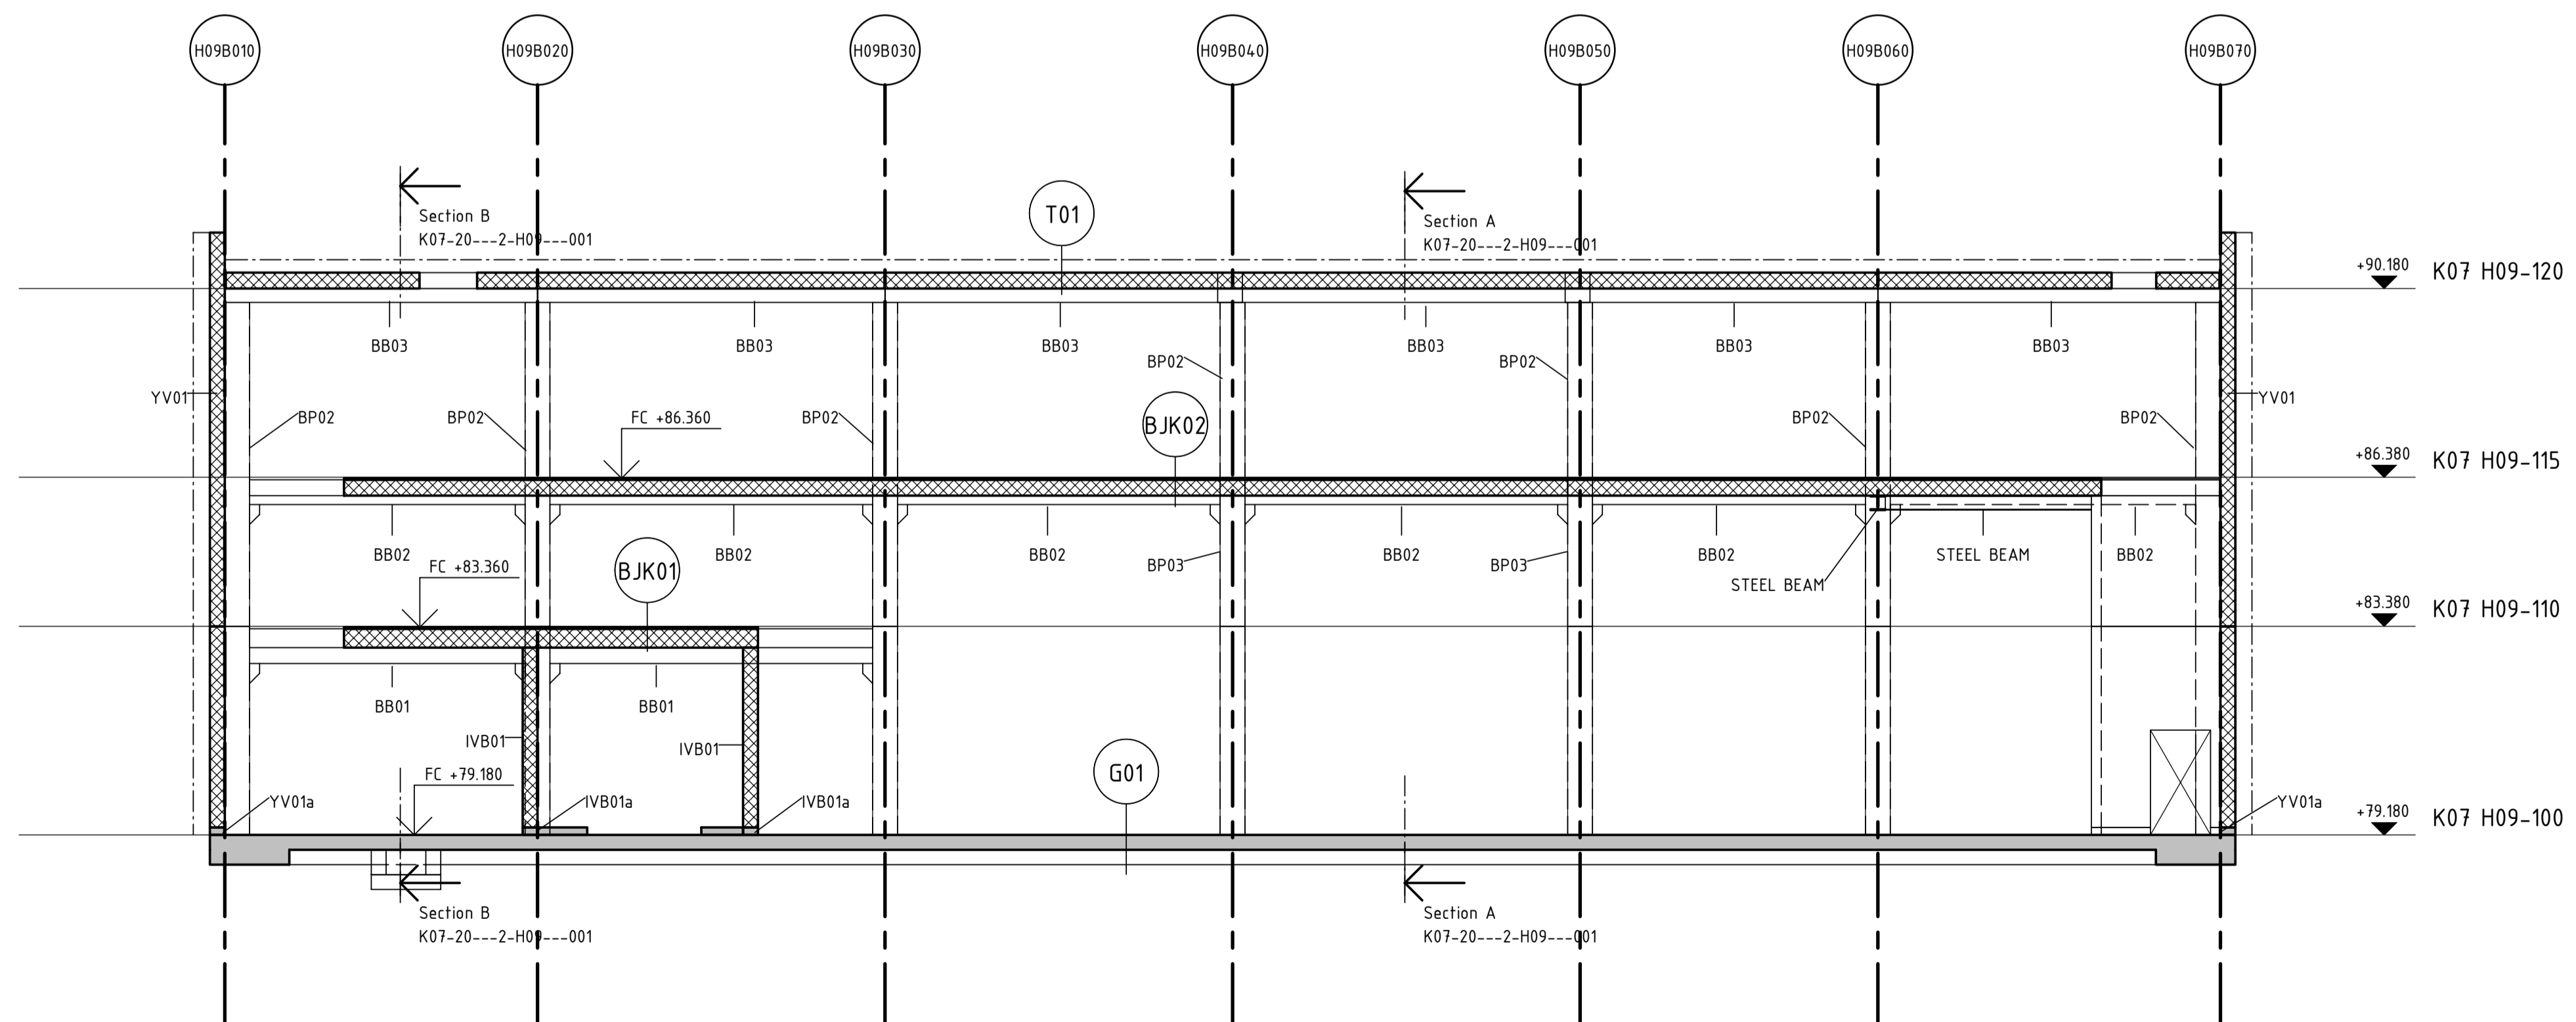 H09B010
H09B020
H09B030
H09B040
H09B050
H09B060
H09B070
Section B
K07-20---2-H09---001
T01
Section A
K07-20---2-H09---001
+90.180
K07 H09-120
BB03
BB03
BB03
BB03
BB03
BB03
YV01
BP02
BP02
FC +86.360
BP02
BP02
BJK02
BP02
BP02
BP02
YV01
+86.380
K07 H09-115
BB02
BB02
BB02
BB02
BB02
STEEL BEAM
BB02
FC +83.360
BJK01
BP03
BP03
STEEL BEAM
+83.380
K07 H09-110
BB01
BB01
IVB01
IVB01
FC +79.180
G01
YV01a
IVB01a
IVB01a
YV01a
+79.180
K07 H09-100
Section B
K07-20---2-H09---001
Section A
K07-20---2-H09---001